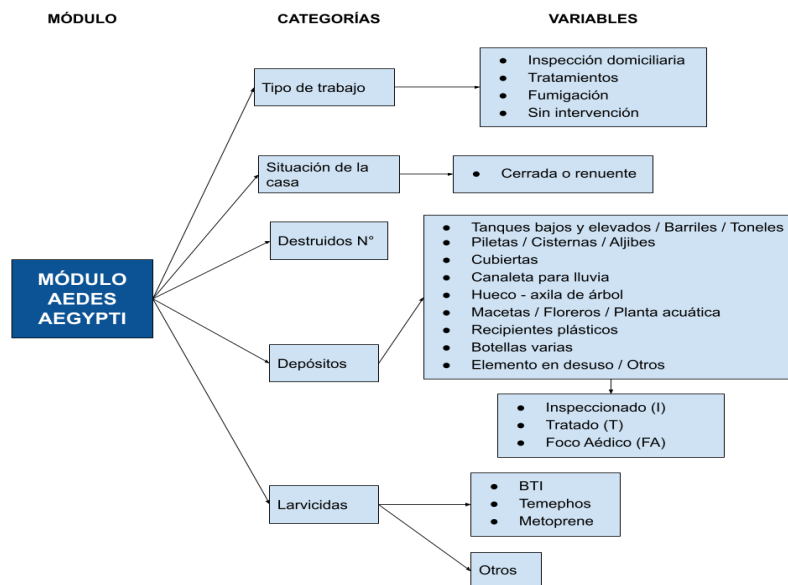 MÓDULO
CATEGORÍAS
VARIABLES
Tipo de trabajo
● Inspección domiciliaria
● Tratamientos
● Fumigación
● Sin intervención
Situación de la
casa
● Cerrada o renuente
Destruidos N°
MÓDULO
AEDES
AEGYPTI
Depósitos
● Tanques bajos y elevados / Barriles / Toneles
● Piletas / Cisternas / Aljibes
● Cubiertas
● Canaleta para lluvia
● Hueco - axila de árbol
● Macetas / Floreros / Planta acuática
● Recipientes plásticos
● Botellas varias
● Elemento en desuso / Otros
● Inspeccionado (I)
● Tratado (T)
● Foco Aédico (FA)
Larvicidas
● BTI
● Temephos
● Metoprene
Otros